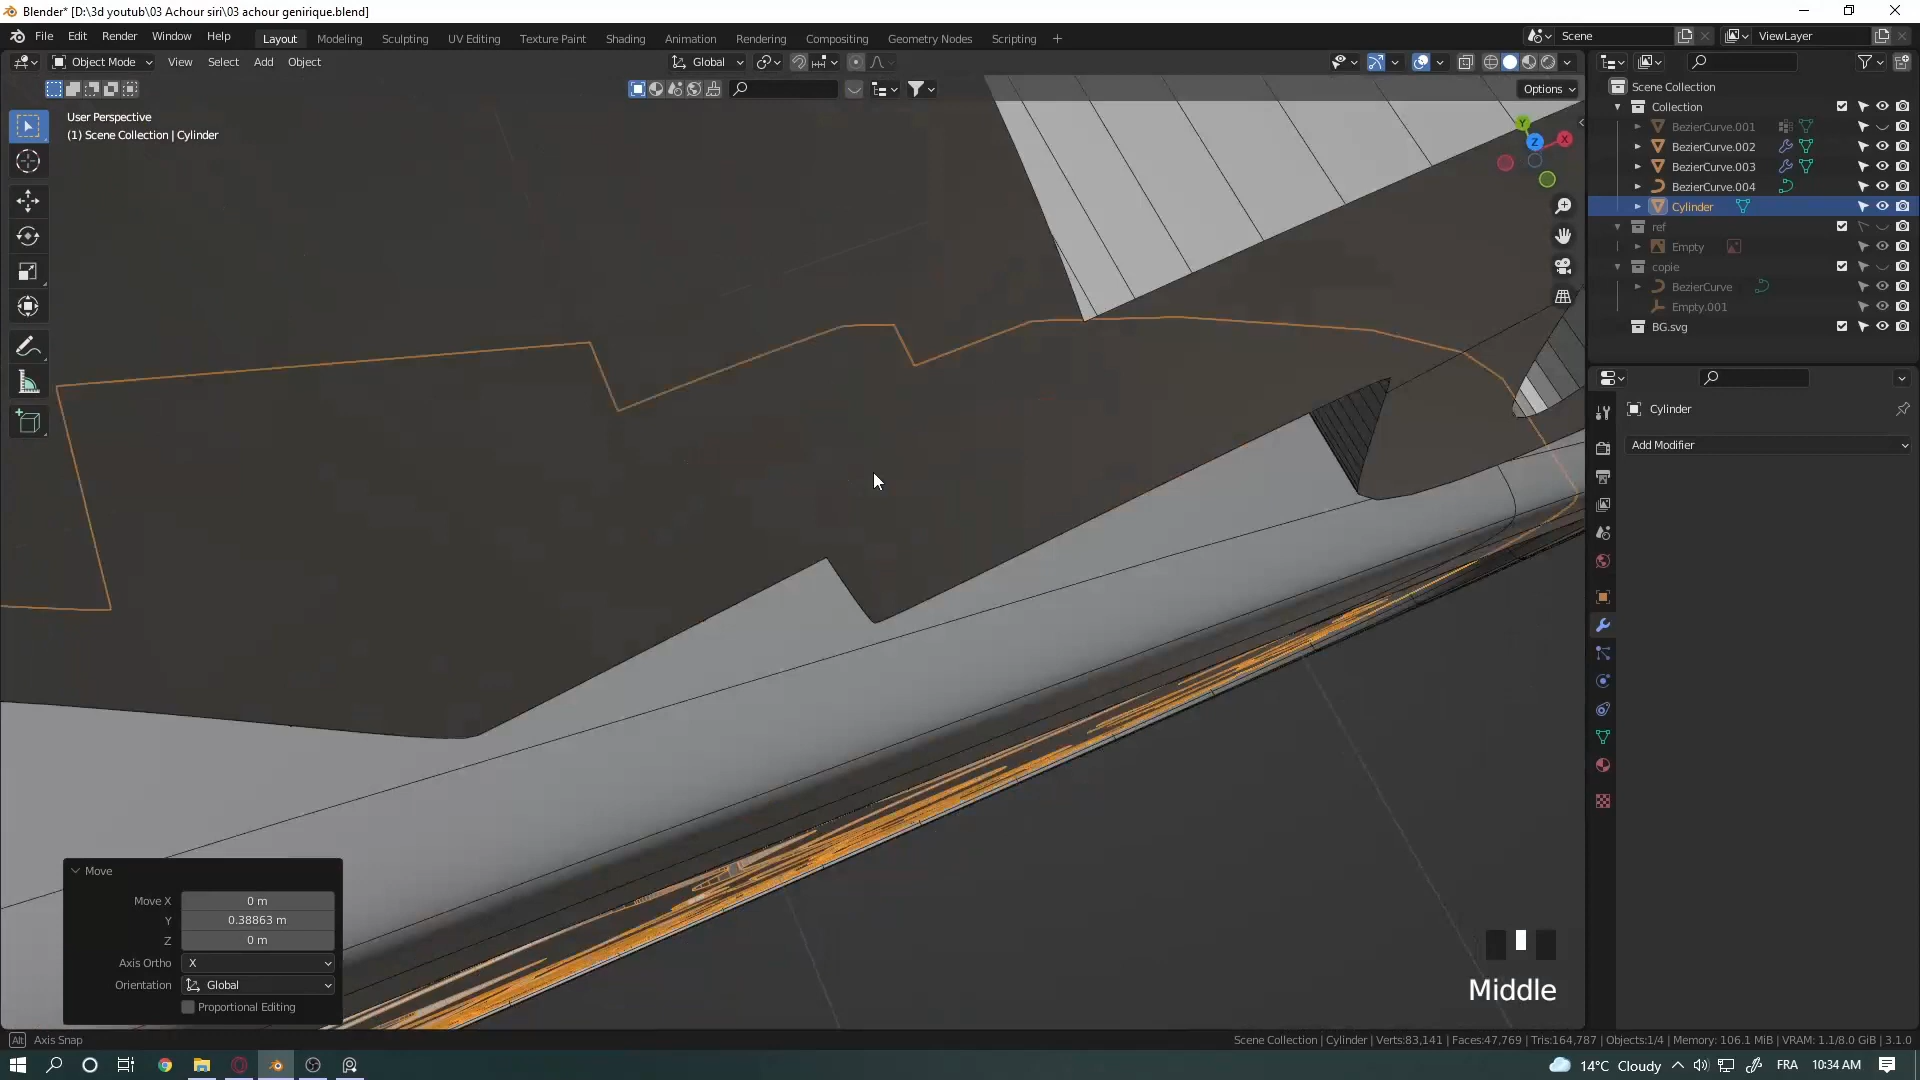 Blender* [D:\3d youtub\03 Achour siri\03 achour genirique.blend]
File Edit Render Window Help Layout Modeling Sculpting UV Editing Texture Paint Shading Animation Rendering Compositing Geometry Nodes Scripting + Scene ViewLayer
Object Mode View Select Add Object Global
Options
User Perspective
(1) Scene Collection | Cylinder
Y
X
Z
Scene Collection
Collection
BezierCurve.001
BezierCurve.002
BezierCurve.003
BezierCurve.004
Cylinder
ref
Empty
copie
BezierCurve
Empty.001
BG.svg
Cylinder
Add Modifier
Move
Move X 0 m
Y 0.38863 m
Z 0 m
Axis Ortho X
Orientation Global
Proportional Editing
Middle
Alt Axis Snap
Scene Collection | Cylinder | Verts:83,141 | Faces:47,769 | Tris:164,787 | Objects:1/4 | Memory: 106.1 MiB | VRAM: 1.1/8.0 GiB | 3.1.0
14°C Cloudy FRA 10:34 AM